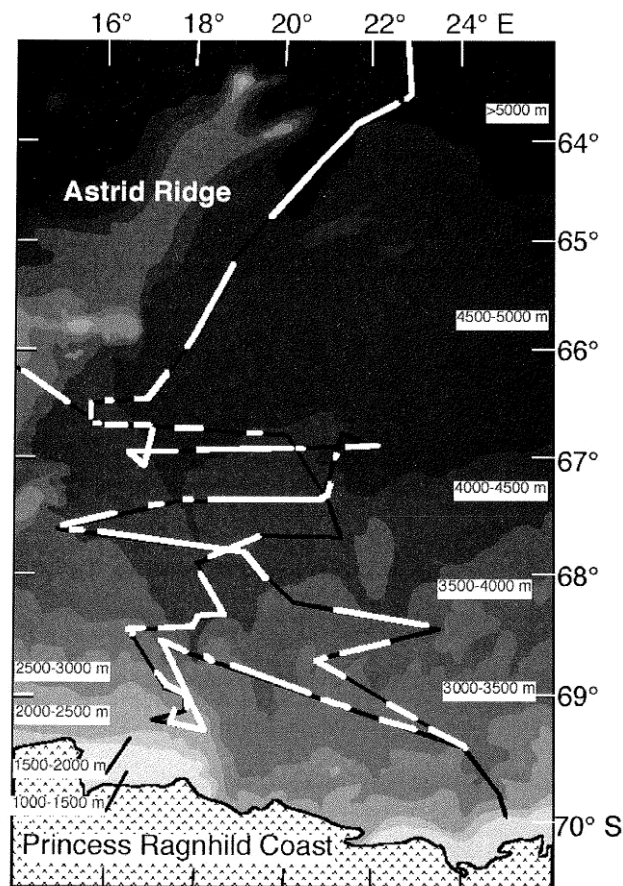 16° 18° 20° 22° 24° E
>5000 m
64°
Astrid Ridge
65°
4500-5000 m
66°
67°
4000-4500 m
68°
3500-4000 m
2500-3000 m
3000-3500 m
69°
2000-2500 m
1500-2000 m
1000-1500 m
70° S
Princess Ragnhild Coast